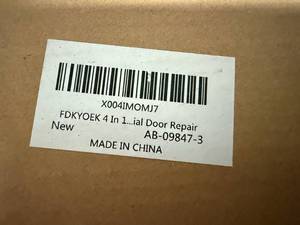 X004IMOMJ7
FDKYOEK 4 In 1...ial Door Repair
New
AB-09847-3
MADE IN CHINA